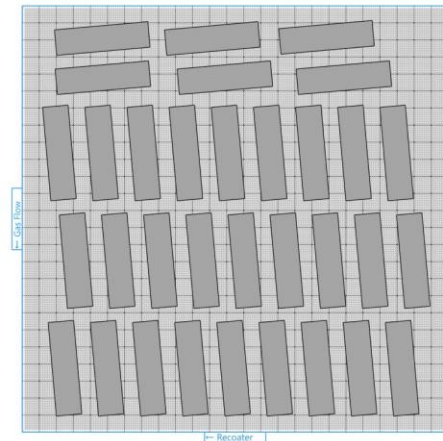 ← Gas Flow
← Recoater